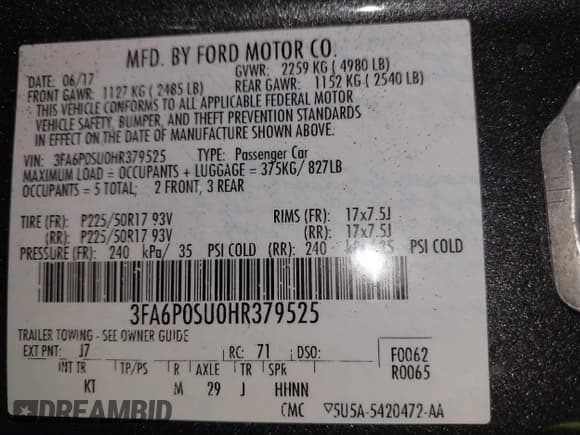 MFD. BY FORD MOTOR CO.
DATE: 06/17 GVWR: 2259 KG ( 4980 LB)
FRONT GAWR: 1127 KG ( 2485 LB) REAR GAWR: 1152 KG ( 2540 LB)
THIS VEHICLE CONFORMS TO ALL APPLICABLE FEDERAL MOTOR
VEHICLE SAFETY, BUMPER, AND THEFT PREVENTION STANDARDS
IN EFFECT ON THE DATE OF MANUFACTURE SHOWN ABOVE.
VIN: 3FA6P0SU0HR379525 TYPE: Passenger Car
MAXIMUM LOAD = OCCUPANTS + LUGGAGE = 375KG/ 827LB
OCCUPANTS = 5 TOTAL; 2 FRONT, 3 REAR
TIRE (FR): P225/50R17 93V RIMS (FR): 17x7.5J
(RR): P225/50R17 93V (RR): 17x7.5J
PRESSURE (FR): 240 kPa/ 35 PSI COLD (RR): 240 kPa/ 35 PSI COLD
3FA6P0SU0HR379525
TRAILER TOWING - SEE OWNER GUIDE
EXT PNT: J7 RC: 71 DSO: F0062
INT TR TP/PS R AXLE TR SPR R0065
KT M 29 J HHNN
CMC ▽5U5A-5420472-AA
DREAMBID